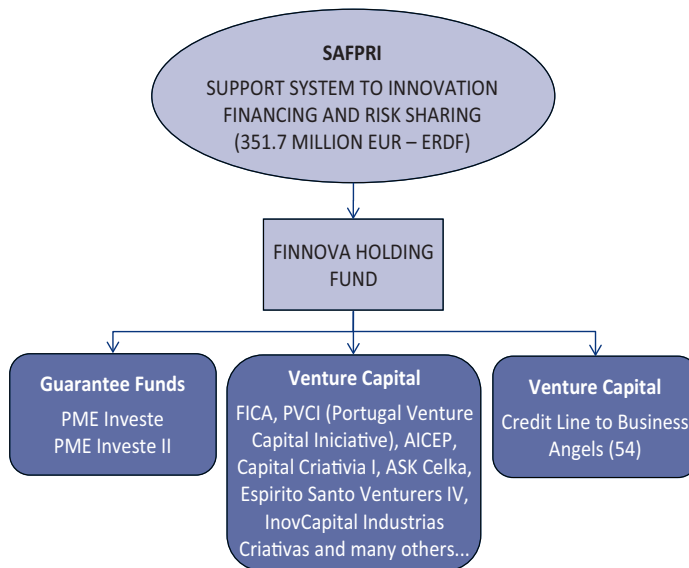 SAFPRI
SUPPORT SYSTEM TO INNOVATION
FINANCING AND RISK SHARING
(351.7 MILLION EUR – ERDF)
FINNOVA HOLDING
FUND
Guarantee Funds
PME Investe
PME Investe II
Venture Capital
FICA, PVCI (Portugal Venture
Capital Iniciative), AICEP,
Capital Criativia I, ASK Celka,
Espirito Santo Venturers IV,
InovCapital Industrias
Criativas and many others...
Venture Capital
Credit Line to Business
Angels (54)